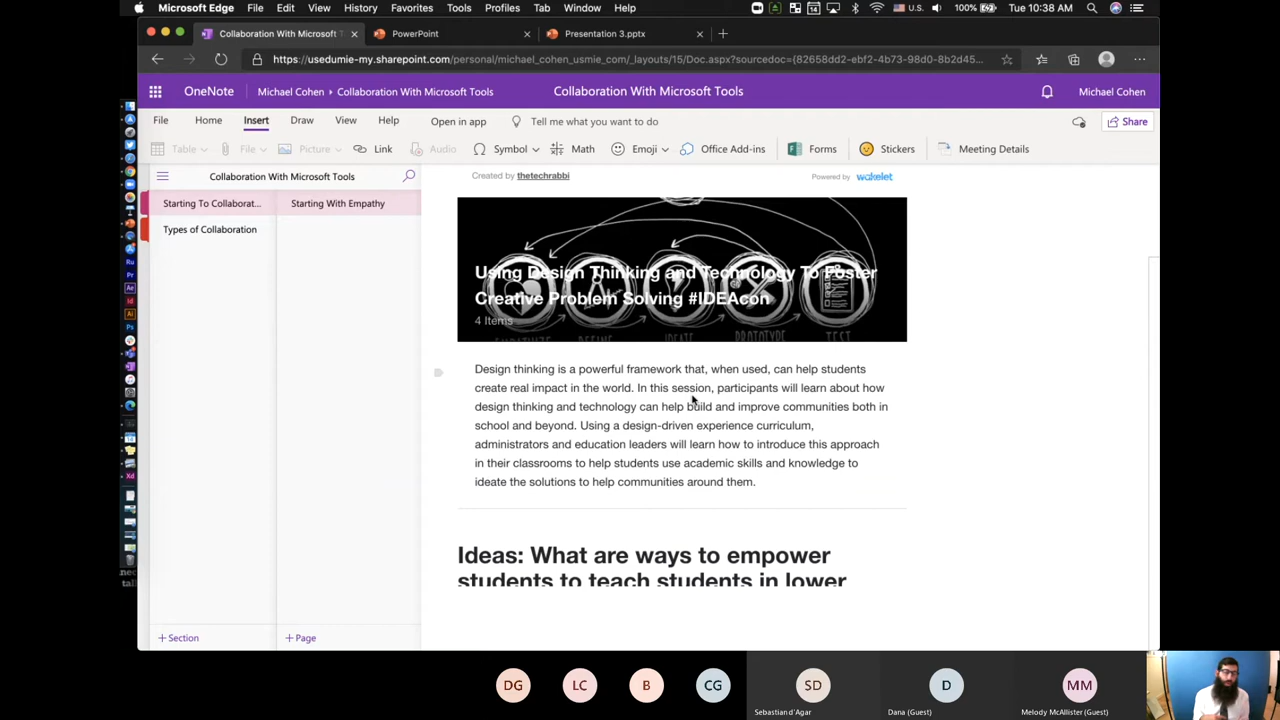 Microsoft Edge File Edit View History Favorites Tools Profiles Tab Window Help
14 U.S. 100% Tue 10:38 AM
Collaboration With Microsoft T PowerPoint Presentation 3.pptx
https://usedumie-my.sharepoint.com/personal/michael_cohen_usmie_com/_layouts/15/Doc.aspx?sourcedoc={82658dd2-ebf2-4b73-98d0-8b2d45...
OneNote Michael Cohen › Collaboration With Microsoft Tools Collaboration With Microsoft Tools Michael Cohen
File Home Insert Draw View Help Open in app Tell me what you want to do Share
Table File Picture Link Audio Symbol Math Emoji Office Add-ins Forms Stickers Meeting Details
Collaboration With Microsoft Tools
Created by thetechrabbi Powered by wakelet
Starting To Collaborat... Starting With Empathy
Types of Collaboration
Using Design Thinking and Technology To Foster
Creative Problem Solving #IDEAcon
4 Items
EMPATHIZE DEFINE IDEATE PROTOTYPE TEST
Design thinking is a powerful framework that, when used, can help students
create real impact in the world. In this session, participants will learn about how
design thinking and technology can help build and improve communities both in
school and beyond. Using a design-driven experience curriculum,
administrators and education leaders will learn how to introduce this approach
in their classrooms to help students use academic skills and knowledge to
ideate the solutions to help communities around them.
Ideas: What are ways to empower
students to teach students in lower
+ Section + Page
DG LC B CG SD D MM
Sebastian d'Agar Dana (Guest) Melody McAllister (Guest)